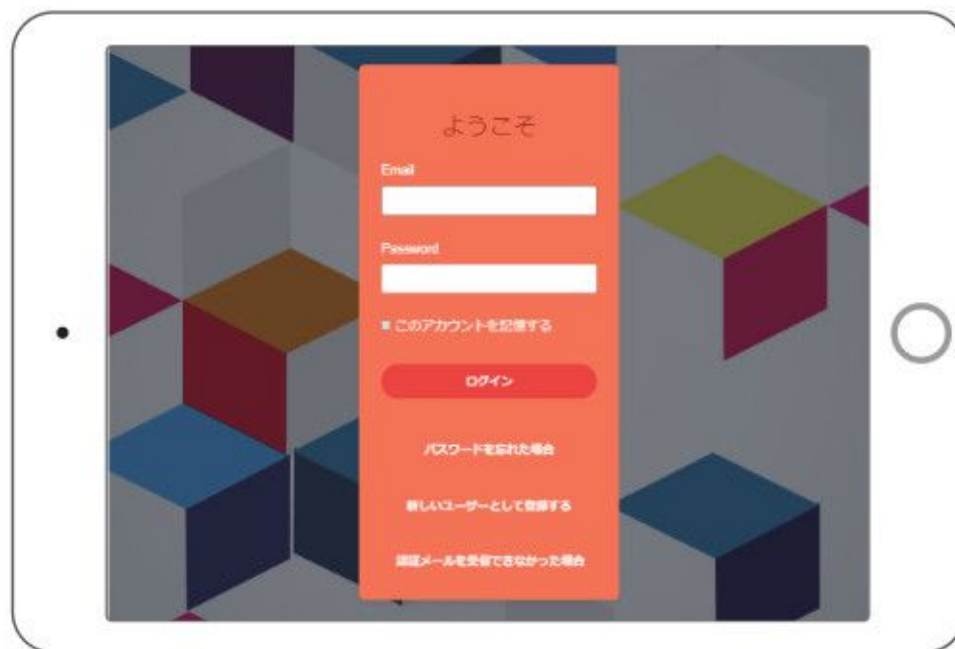 ようこそ
Email
Password
このアカウントを記憶する
ログイン
パスワードを忘れた場合
新しいユーザーとして登録する
認証メールを受信できなかった場合